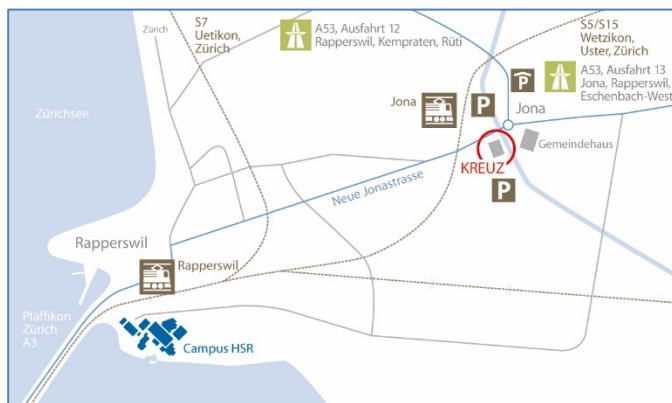 S7
Uetikon,
Zürich
Zürich
A53, Ausfahrt 12
Rapperswil, Kempraten, Rüti
S5/S15
Wetzikon,
Uster, Zürich
A53, Ausfahrt 13
Jona, Rapperswil,
Eschenbach-West
Zürichsee
Jona
P
P
Jona
Gemeindehaus
KREUZ
P
Neue Jonastrasse
Rapperswil
Rapperswil
Pfäffikon
Zürich
A3
Campus HSR